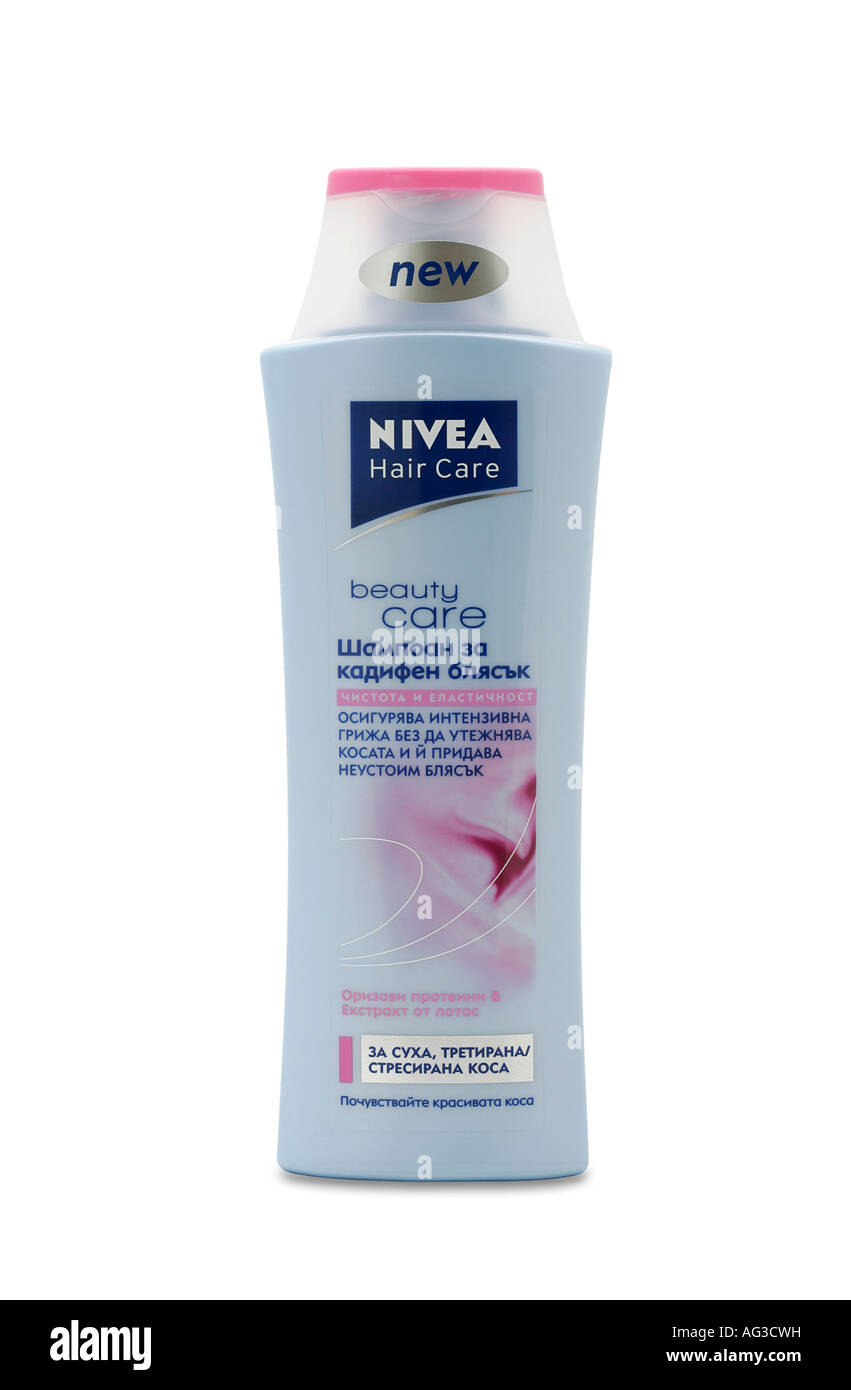 new
NIVEA
Hair Care
beauty
care
Шампоан за
кадифен блясък
ЧИСТОТА И ЕЛАСТИЧНОСТ
ОСИГУРЯВА ИНТЕНЗИВНА
ГРИЖА БЕЗ ДА УТЕЖНЯВА
КОСАТА И Й ПРИДАВА
НЕУСТОИМ БЛЯСЪК
Оризови протеини &
Екстракт от лотос
ЗА СУХА, ТРЕТИРАНА/
СТРЕСИРАНА КОСА
Почувствайте красивата коса
a
a
a
a
a
a
alamy
alamy
Image ID: AG3CWH
www.alamy.com